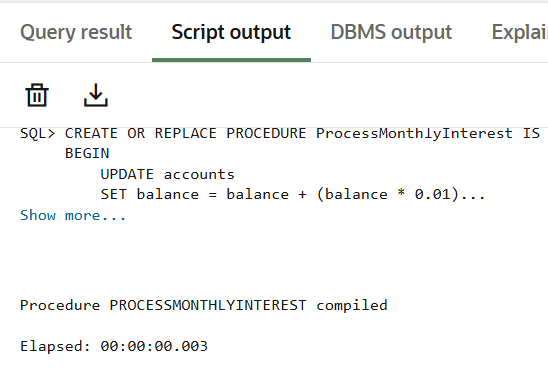 Query result Script output DBMS output Explai
SQL> CREATE OR REPLACE PROCEDURE ProcessMonthlyInterest IS
BEGIN
UPDATE accounts
SET balance = balance + (balance * 0.01)...
Show more...
Procedure PROCESSMONTHLYINTEREST compiled
Elapsed: 00:00:00.003